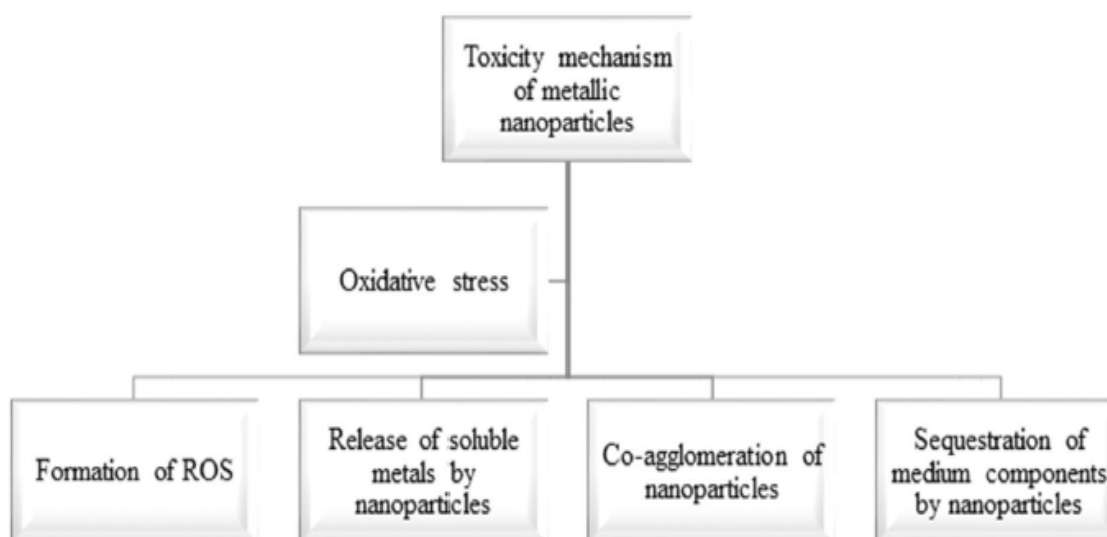 Toxicity mechanism
of metallic
nanoparticles
Oxidative stress
Formation of ROS
Release of soluble
metals by
nanoparticles
Co-agglomeration of
nanoparticles
Sequestration of
medium components
by nanoparticles